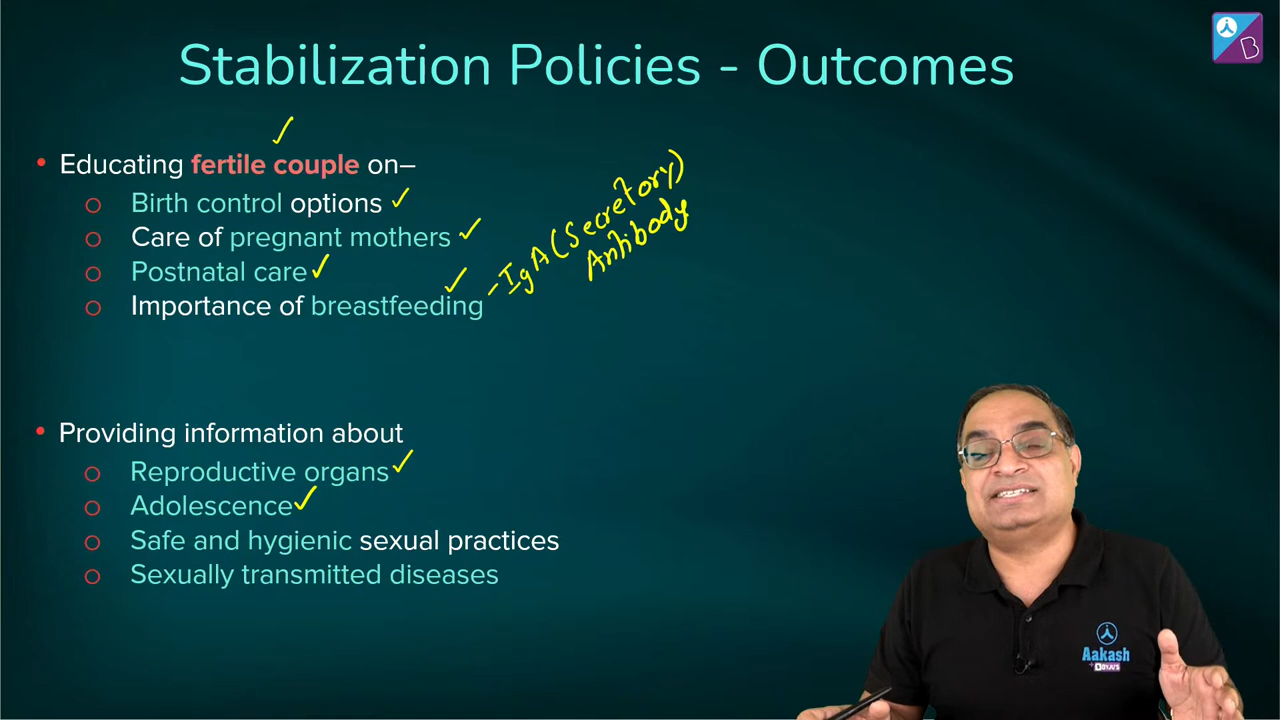 Stabilization Policies - Outcomes
• Educating fertile couple on–
o Birth control options
o Care of pregnant mothers
o Postnatal care
o Importance of breastfeeding
- IgA (Secretory)
Antibody
• Providing information about
o Reproductive organs
o Adolescence
o Safe and hygienic sexual practices
o Sexually transmitted diseases
B
Aakash
+ BYJU'S